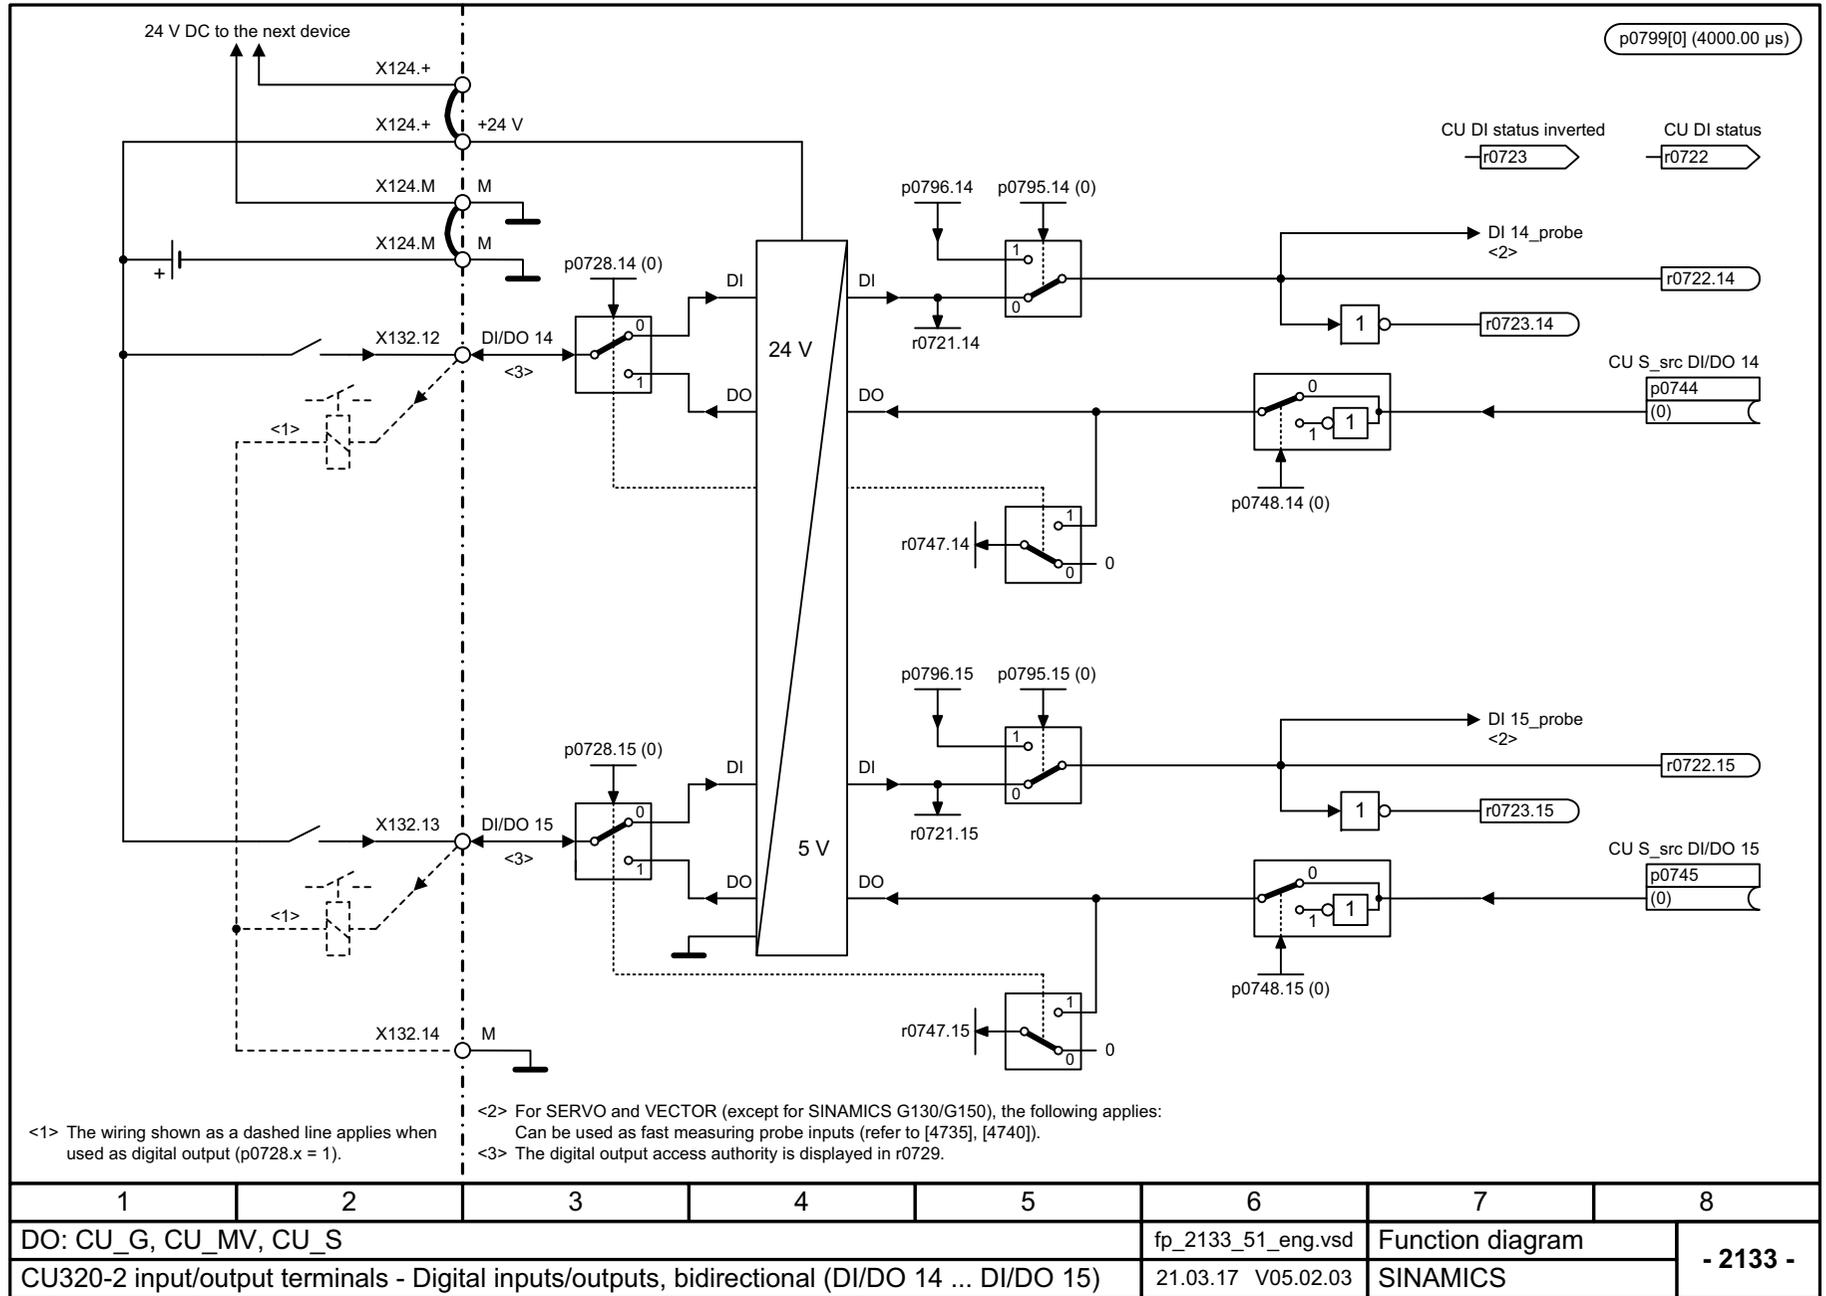 24 V DC to the next device
p0799[0] (4000.00 µs)
X124.+
X124.+
+24 V
CU DI status inverted
CU DI status
r0723
r0722
X124.M
M
p0796.14
p0795.14 (0)
X124.M
M
DI 14_probe
<2>
+
p0728.14 (0)
DI
DI
1
0
r0722.14
0
1
r0723.14
X132.12
DI/DO 14
<3>
24 V
r0721.14
1
CU S_src DI/DO 14
p0744
(0)
DO
DO
0
1
1
<1>
p0748.14 (0)
1
r0747.14
0
0
p0796.15
p0795.15 (0)
DI 15_probe
<2>
p0728.15 (0)
DI
DI
1
0
r0722.15
0
1
r0723.15
X132.13
DI/DO 15
<3>
5 V
r0721.15
1
CU S_src DI/DO 15
p0745
(0)
DO
DO
0
1
1
<1>
p0748.15 (0)
1
r0747.15
0
0
X132.14
M
<1> The wiring shown as a dashed line applies when
used as digital output (p0728.x = 1).
<2> For SERVO and VECTOR (except for SINAMICS G130/G150), the following applies:
Can be used as fast measuring probe inputs (refer to [4735], [4740]).
<3> The digital output access authority is displayed in r0729.
1 2 3 4 5 6 7 8
DO: CU_G, CU_MV, CU_S
fp_2133_51_eng.vsd
Function diagram
- 2133 -
CU320-2 input/output terminals - Digital inputs/outputs, bidirectional (DI/DO 14 ... DI/DO 15)
21.03.17 V05.02.03
SINAMICS